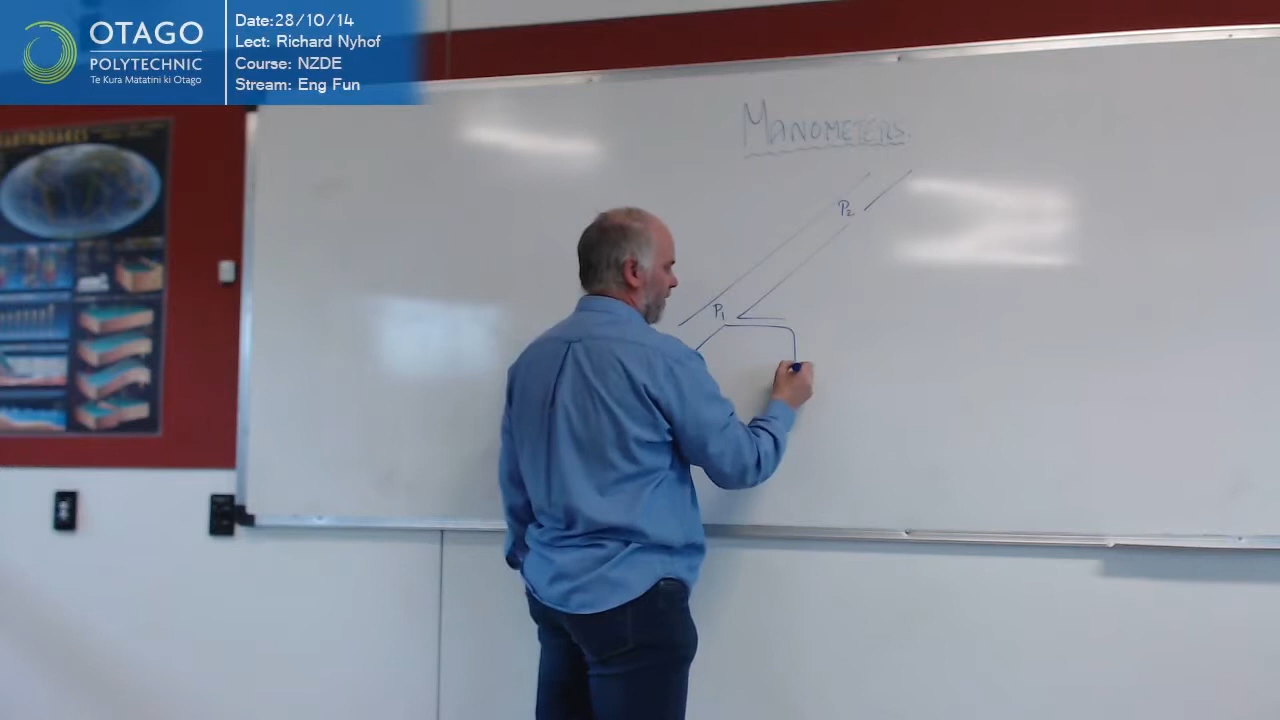 OTAGO
POLYTECHNIC
Te Kura Matatini ki Otago
Date:28/10/14
Lect: Richard Nyhof
Course: NZDE
Stream: Eng Fun
EARTHQUAKES
MANOMETERS.
P2
P1